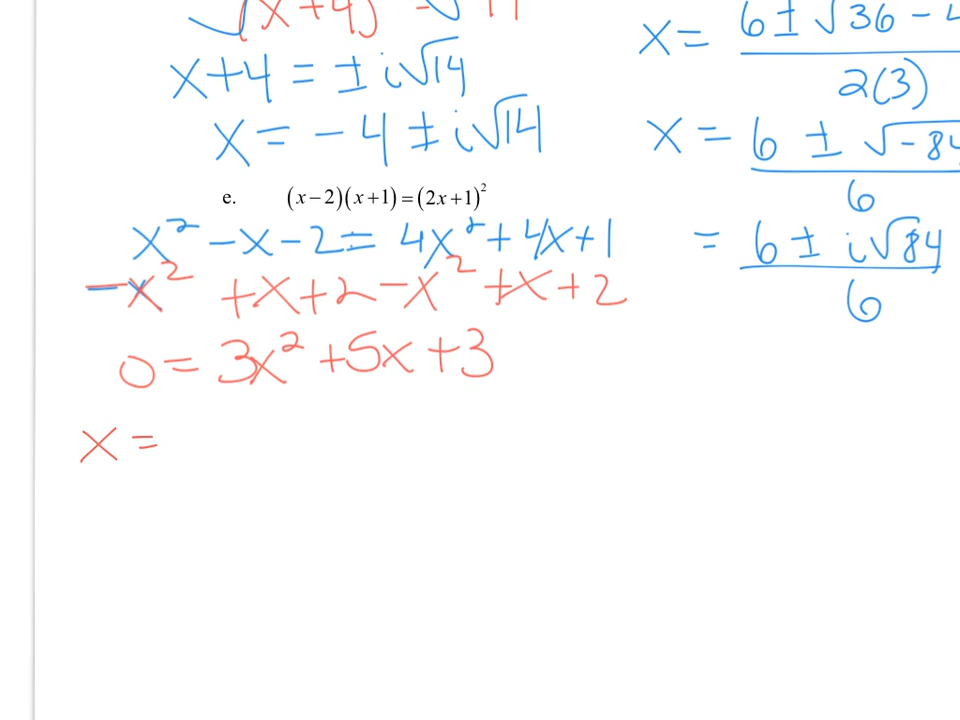 x + 4 = ± i√14
x = - 4 ± i√14
e. (x-2)(x+1)=(2x+1)²
x² - x - 2 = 4x² + 4x + 1
-x² + x + 2 - x² + x + 2
0 = 3x² + 5x + 3
x =
x = 6 ± √36 -
2(3)
x = 6 ± √-84
6
= 6 ± i√84
6